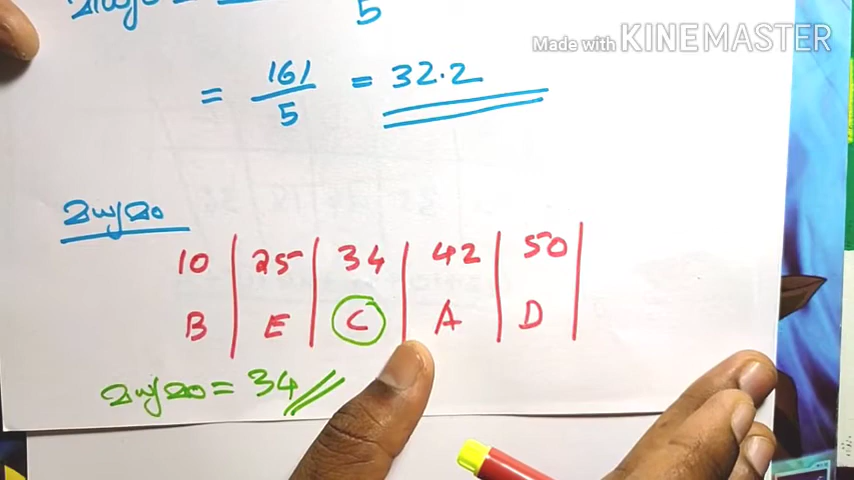 5
= 161/5 = 32.2
മധ്യമം
10 | 25 | 34 | 42 | 50 |
B | E | C | A | D |
മധ്യമം = 34 //
Made with KINEMASTER